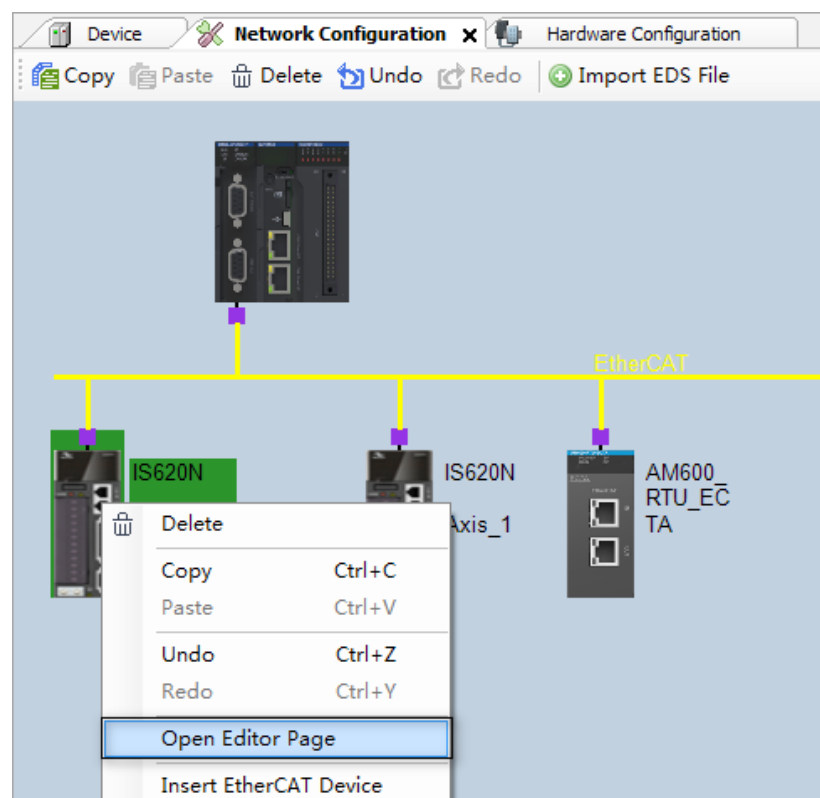 Device
Network Configuration
Hardware Configuration
Copy Paste Delete Undo Redo Import EDS File
EtherCAT
IS620N
IS620N
Axis_1
AM600_
RTU_EC
TA
Delete
Copy Ctrl+C
Paste Ctrl+V
Undo Ctrl+Z
Redo Ctrl+Y
Open Editor Page
Insert EtherCAT Device